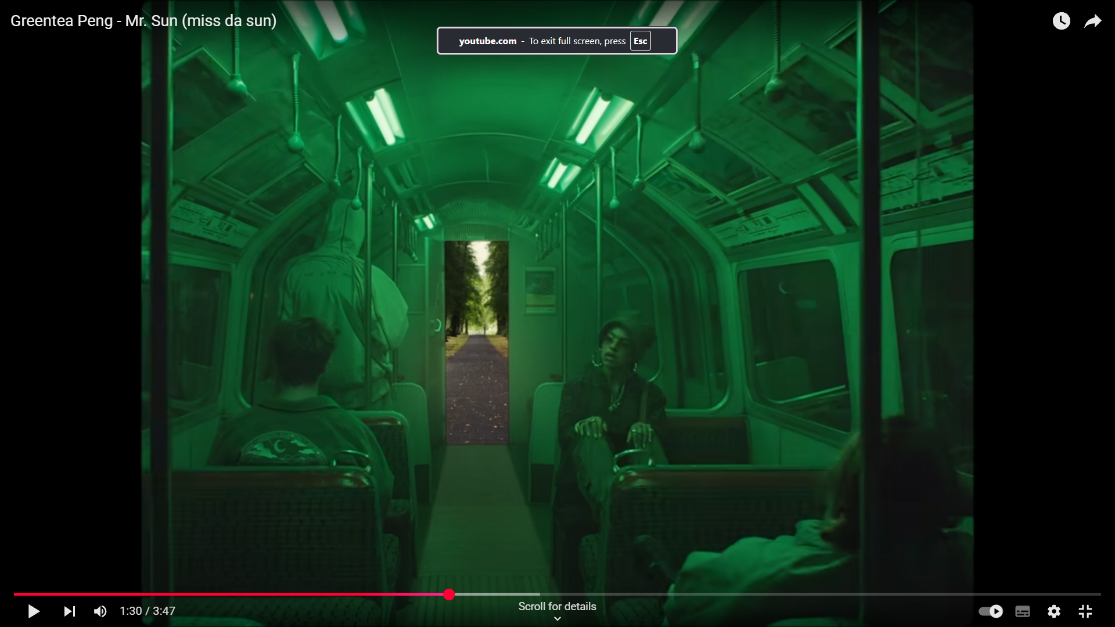 Greentea Peng - Mr. Sun (miss da sun)
youtube.com - To exit full screen, press Esc
1:30 / 3:47
Scroll for details